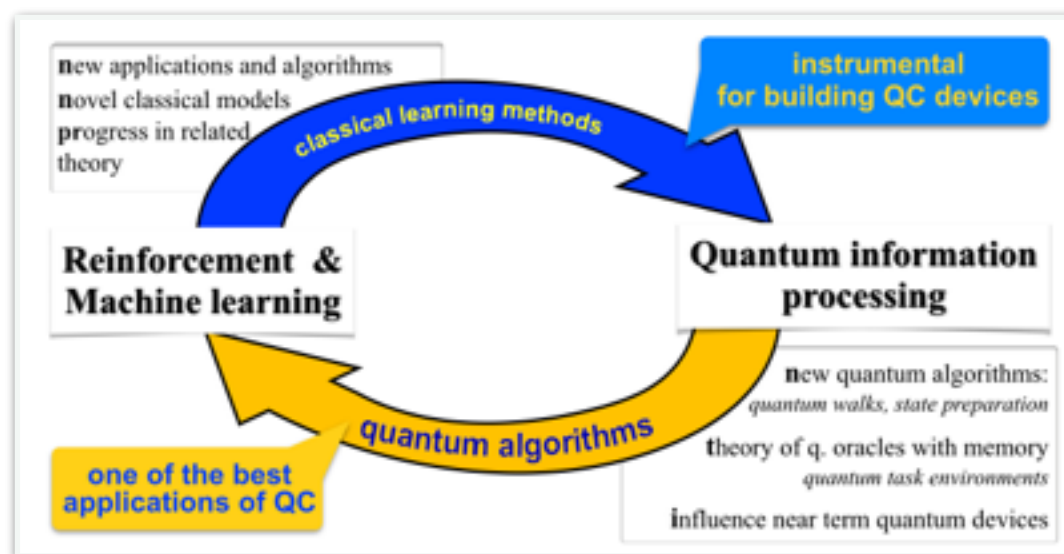 new applications and algorithms
novel classical models
progress in related
theory
classical learning methods
instrumental
for building QC devices
Reinforcement &
Machine learning
Quantum information
processing
quantum algorithms
one of the best
applications of QC
new quantum algorithms:
quantum walks, state preparation
theory of q. oracles with memory
quantum task environments
influence near term quantum devices